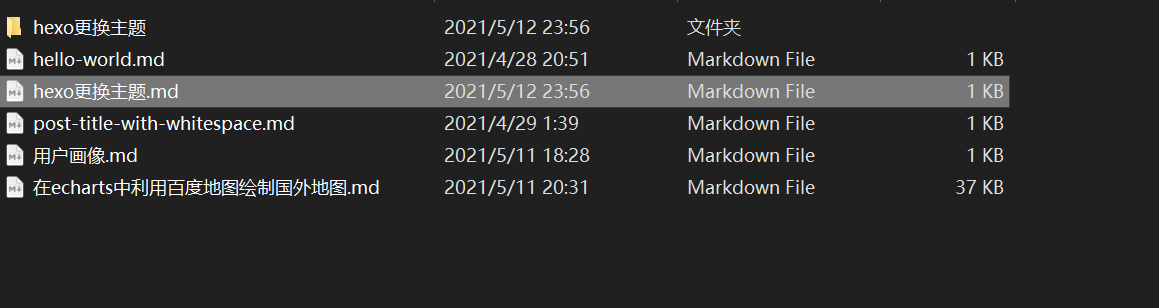 hexo更换主题 2021/5/12 23:56 文件夹
hello-world.md 2021/4/28 20:51 Markdown File 1 KB
hexo更换主题.md 2021/5/12 23:56 Markdown File 1 KB
post-title-with-whitespace.md 2021/4/29 1:39 Markdown File 1 KB
用户画像.md 2021/5/11 18:28 Markdown File 1 KB
在echarts中利用百度地图绘制国外地图.md 2021/5/11 20:31 Markdown File 37 KB